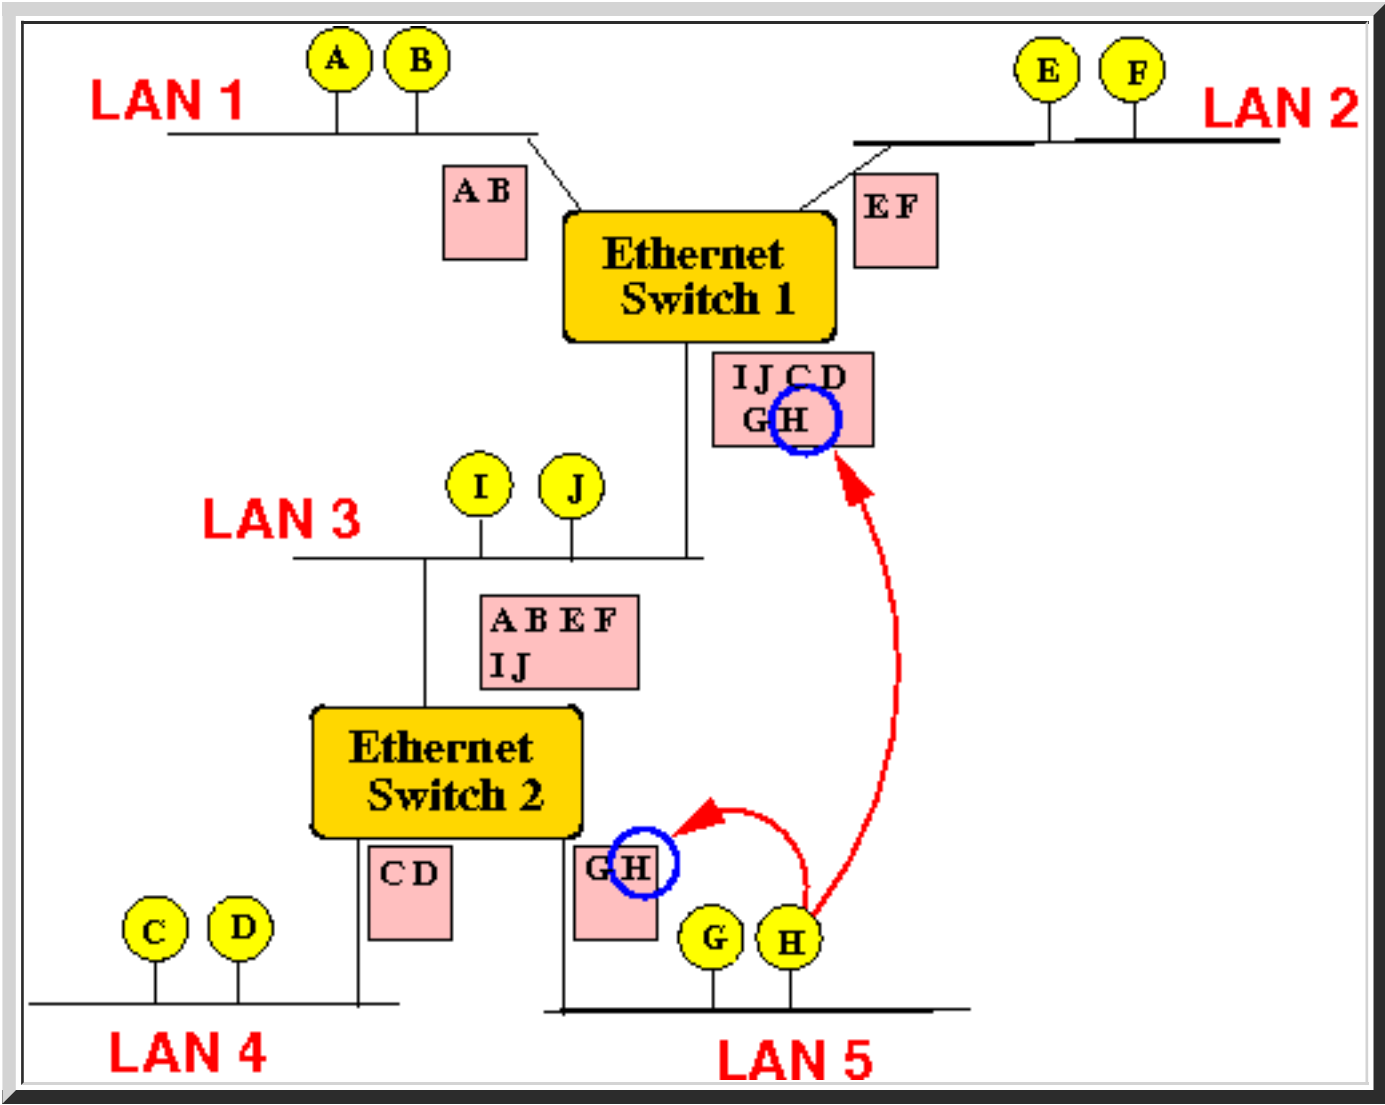 A
B
E
F
LAN 1
LAN 2
A B
E F
Ethernet
Switch 1
I J C D
G H
I
J
LAN 3
A B E F
I J
Ethernet
Switch 2
C D
G H
C
D
G
H
LAN 4
LAN 5